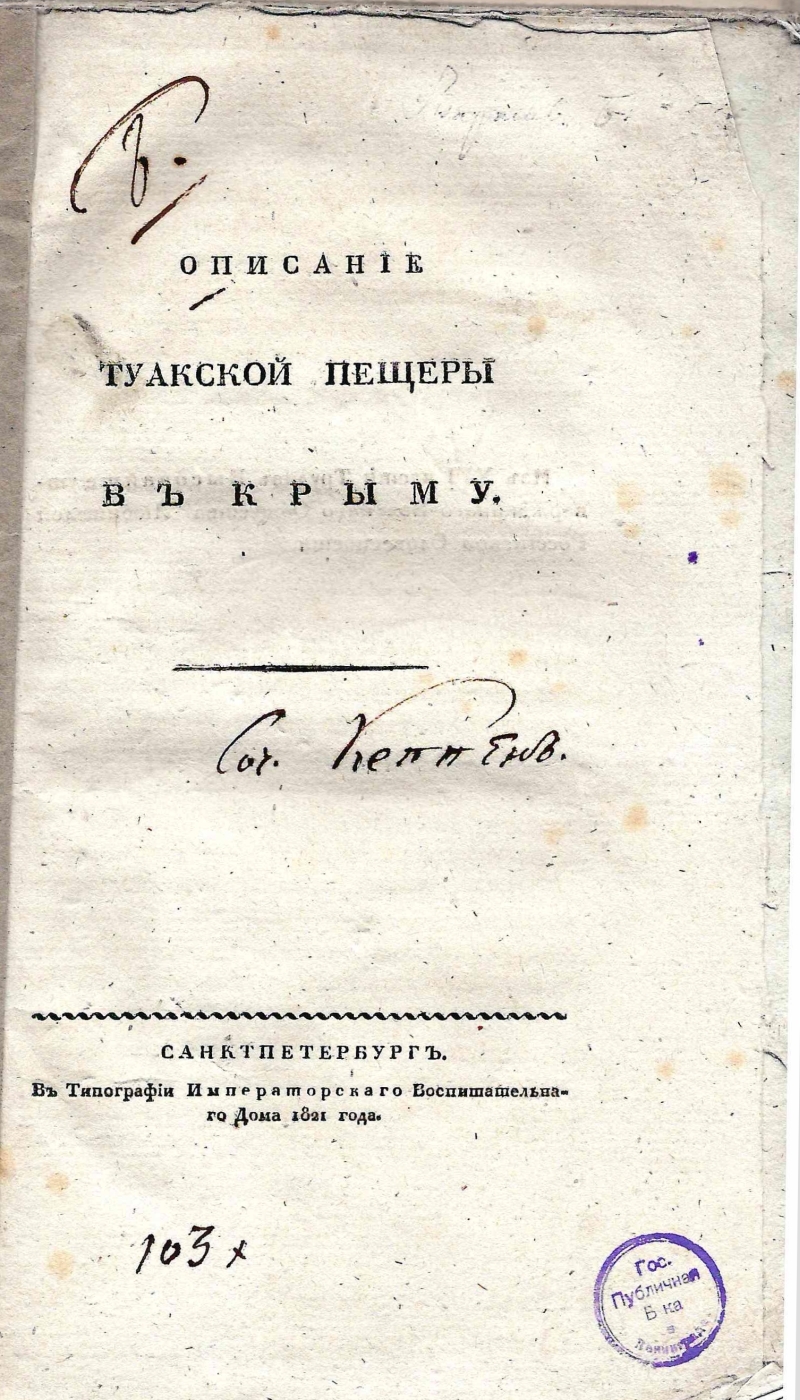 ОПИСАНІЕ
ТУАКСКОЙ ПЕЩЕРЫ
ВЪ КРЫМУ.
Соч. Кеппенъ.
САНКТПЕТЕРБУРГЪ.
Въ Типографіи Императорскаго Воспитательна-
го Дома 1821 года.
103 х
Гос.
Публичная
Б-ка